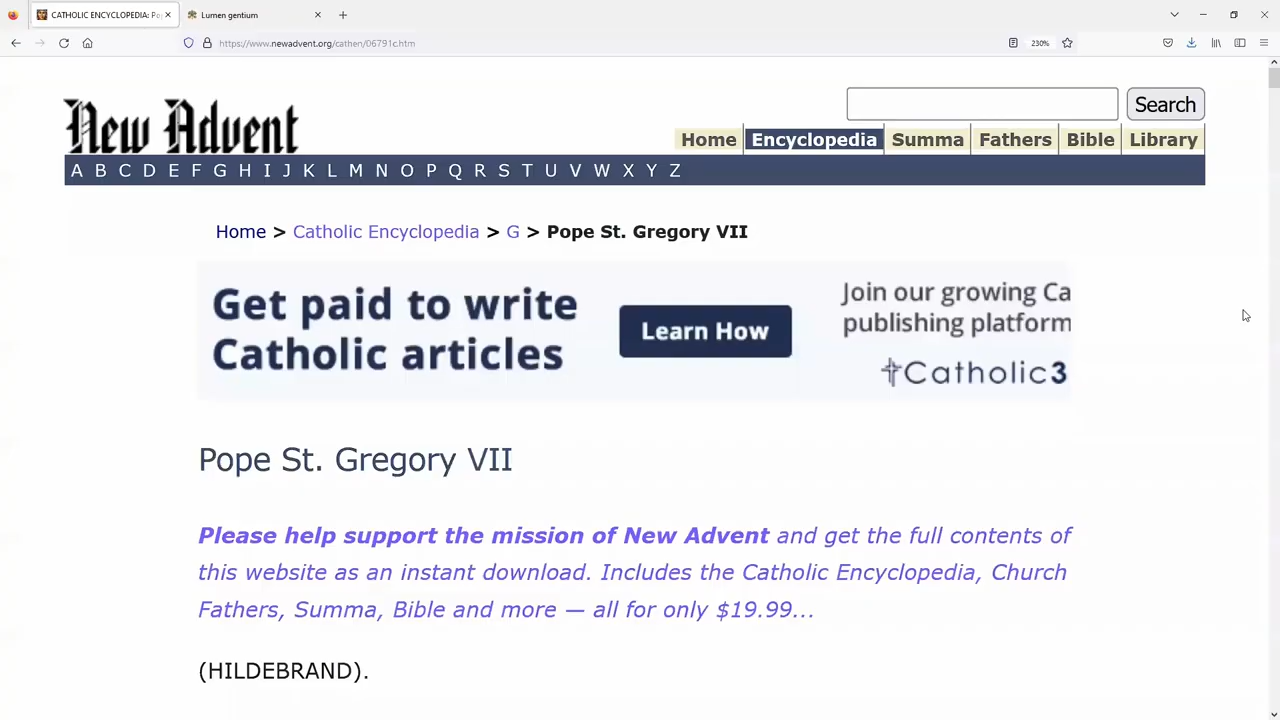 CATHOLIC ENCYCLOPEDIA: Po
Lumen gentium
https://www.newadvent.org/cathen/06791c.htm
230%
New Advent
Search
Home Encyclopedia Summa Fathers Bible Library
A B C D E F G H I J K L M N O P Q R S T U V W X Y Z
Home > Catholic Encyclopedia > G > Pope St. Gregory VII
Get paid to write
Catholic articles
Learn How
Join our growing Ca
publishing platform
Catholic3
Pope St. Gregory VII
Please help support the mission of New Advent and get the full contents of
this website as an instant download. Includes the Catholic Encyclopedia, Church
Fathers, Summa, Bible and more — all for only $19.99...
(HILDEBRAND).